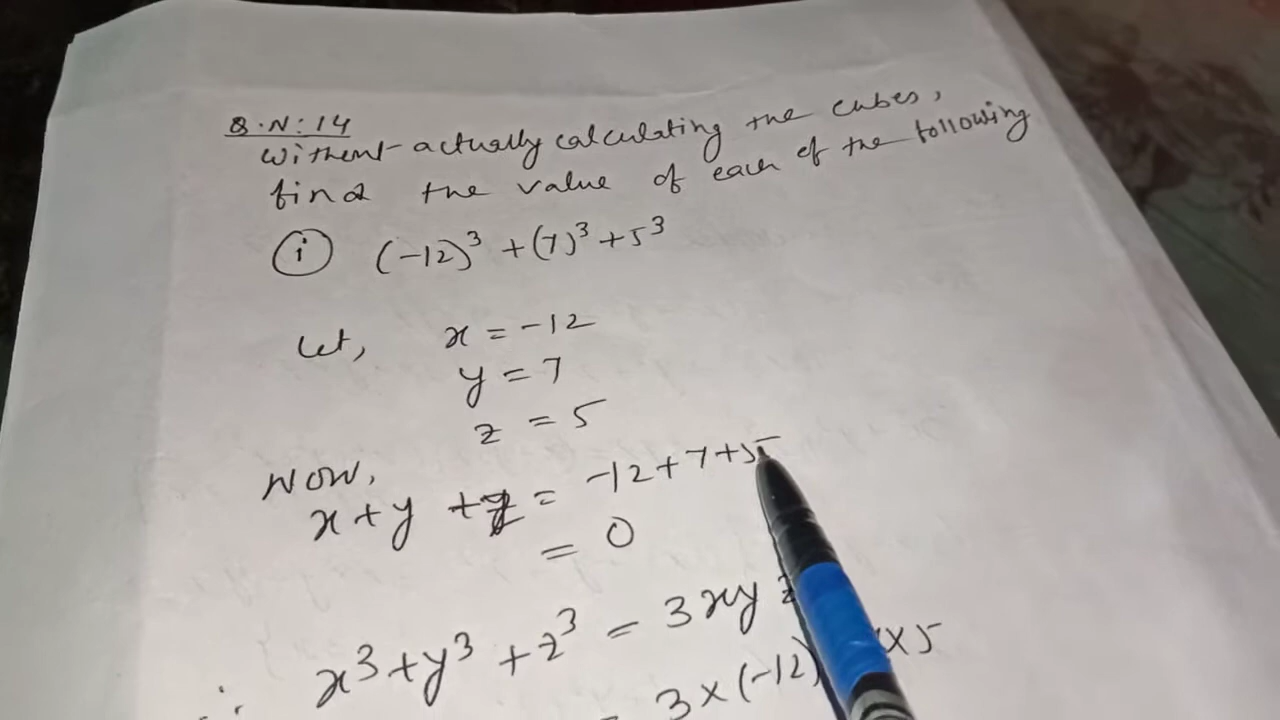 Q.N:14
Without actually calculating the cubes,
find the value of each of the following
(i) (-12)³ + (7)³ + 5³
Let, x = -12
y = 7
z = 5
Now,
x + y + z = -12 + 7 + 5
= 0
∴ x³ + y³ + z³ = 3xyz
= 3 × (-12) × 5